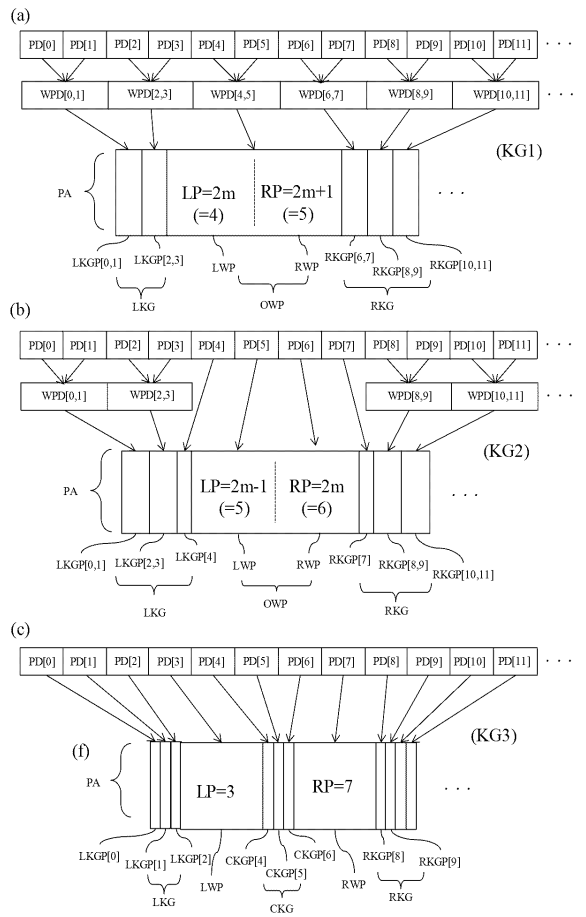 (a)
PD[0] PD[1] PD[2] PD[3] PD[4] PD[5] PD[6] PD[7] PD[8] PD[9] PD[10] PD[11] . . .
WPD[0,1] WPD[2,3] WPD[4,5] WPD[6,7] WPD[8,9] WPD[10,11] . . .
(KG1)
PA LP=2m RP=2m+1 . . .
(=4) (=5)
LKGP[0,1] LKGP[2,3] LWP RWP RKGP[6,7] RKGP[8,9] RKGP[10,11]
LKG OWP RKG
(b)
PD[0] PD[1] PD[2] PD[3] PD[4] PD[5] PD[6] PD[7] PD[8] PD[9] PD[10] PD[11] . . .
WPD[0,1] WPD[2,3] WPD[8,9] WPD[10,11] . . .
(KG2)
PA LP=2m-1 RP=2m . . .
(=5) (=6)
LKGP[0,1] LKGP[2,3] LKGP[4] LWP RWP RKGP[7] RKGP[8,9] RKGP[10,11]
LKG OWP RKG
(c)
PD[0] PD[1] PD[2] PD[3] PD[4] PD[5] PD[6] PD[7] PD[8] PD[9] PD[10] PD[11] . . .
(f) (KG3)
PA LP=3 RP=7 . . .
LKGP[0] LKGP[1] LKGP[2] LWP CKGP[4] CKGP[5] CKGP[6] RWP RKGP[8] RKGP[9]
LKG CKG RKG